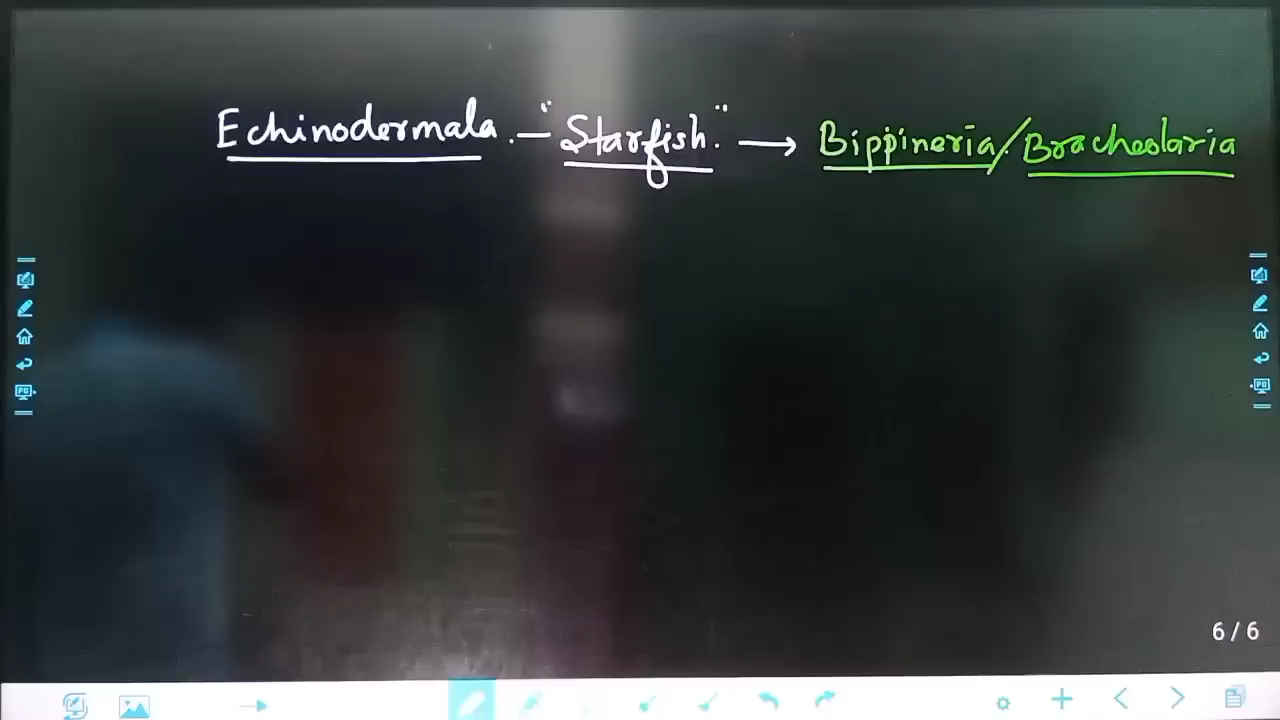 Echinodermala. - "Starfish." → Bippineria/Bracheolaria
6/6